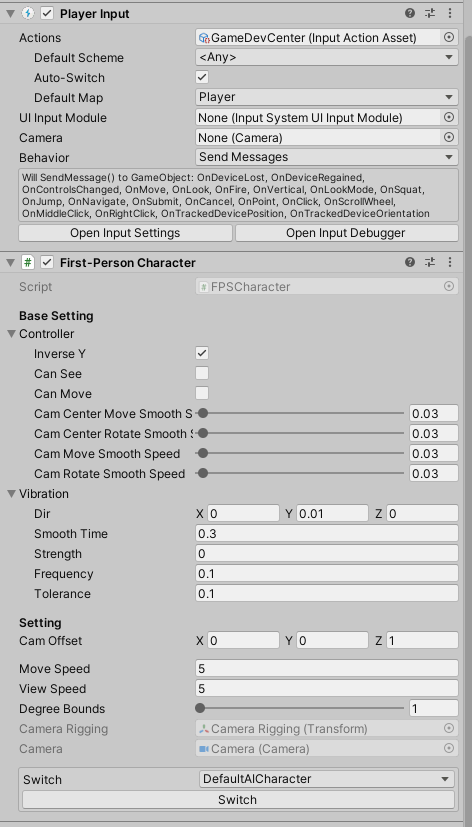 Player Input
Actions GameDevCenter (Input Action Asset)
Default Scheme <Any>
Auto-Switch
Default Map Player
UI Input Module None (Input System UI Input Module)
Camera None (Camera)
Behavior Send Messages
Will SendMessage() to GameObject: OnDeviceLost, OnDeviceRegained,
OnControlsChanged, OnMove, OnLook, OnFire, OnVertical, OnLookMode, OnSquat,
OnJump, OnNavigate, OnSubmit, OnCancel, OnPoint, OnClick, OnScrollWheel,
OnMiddleClick, OnRightClick, OnTrackedDevicePosition, OnTrackedDeviceOrientation
Open Input Settings Open Input Debugger
# First-Person Character
Script # FPSCharacter
Base Setting
Controller
Inverse Y
Can See
Can Move
Cam Center Move Smooth S 0.03
Cam Center Rotate Smooth S 0.03
Cam Move Smooth Speed 0.03
Cam Rotate Smooth Speed 0.03
Vibration
Dir X 0 Y 0.01 Z 0
Smooth Time 0.3
Strength 0
Frequency 0.1
Tolerance 0.1
Setting
Cam Offset X 0 Y 0 Z 1
Move Speed 5
View Speed 5
Degree Bounds 1
Camera Rigging Camera Rigging (Transform)
Camera Camera (Camera)
Switch DefaultAICharacter
Switch